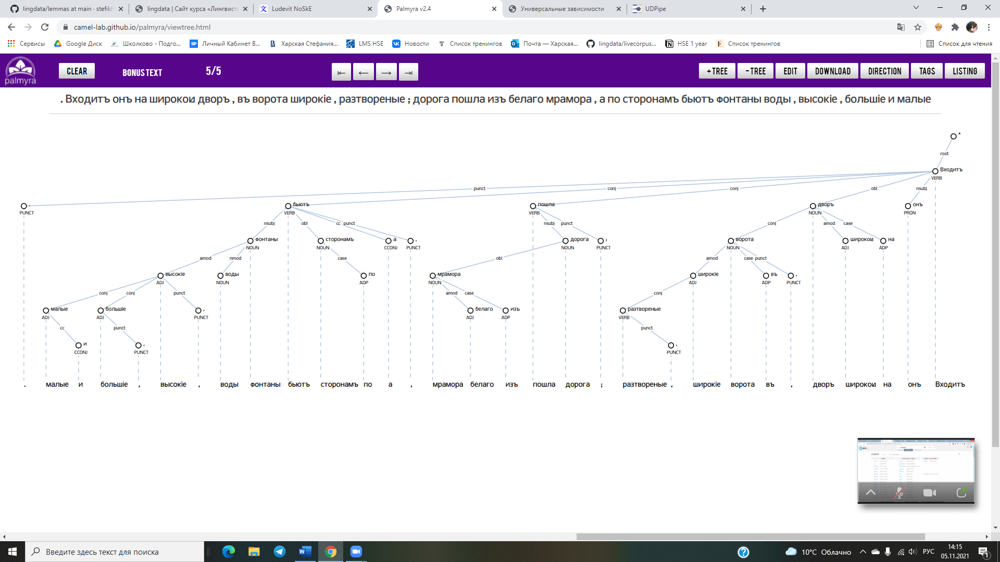 lingdata/lemmas at main · stefikh
lingdata | Сайт курса «Лингвисти
Ludevit NoSkE
Palmyra v2.4
Универсальные зависимости
UDPipe
camel-lab.github.io/palmyra/viewtree.html
Сервисы Google Диск Школково - Подго... Личный Кабинет В... Харская Стефания... LMS HSE Новости Список тренингов Почта — Харская... lingdata/livecorpus... HSE 1 year Список тренингов Список для чтения
palmyra
CLEAR BONUS TEXT 5/5 +TREE -TREE EDIT DOWNLOAD DIRECTION TAGS LISTING
. Входитъ онъ на широкои дворъ , въ ворота широкіе , разтвореные ; дорога пошла изъ белаго мрамора , а по сторонамъ бьютъ фонтаны воды , высокіе , большіе и малые
*
root
Входитъ
VERB
punct conj conj obl nsubj
. бьютъ пошла дворъ онъ
PUNCT VERB VERB NOUN PRON
nsubj obl cc punct nsubj punct conj amod case
фонтаны сторонамъ а , дорога ; ворота широкои на
NOUN NOUN CCONJ PUNCT NOUN PUNCT NOUN ADJ ADP
amod nmod case obl amod case punct
высокіе воды по мрамора широкіе въ ,
ADJ NOUN ADP NOUN ADJ ADP PUNCT
conj conj punct amod case conj
малые большіе , белаго изъ разтвореные
ADJ ADJ PUNCT ADJ ADP VERB
cc punct punct
и , ,
CCONJ PUNCT PUNCT
. малые и большіе , высокіе , воды фонтаны бьютъ сторонамъ по а , мрамора белаго изъ пошла дорога ; разтвореные , широкіе ворота въ , дворъ широкои на онъ Входитъ
Введите здесь текст для поиска
10°C Облачно
РУС
14:15
05.11.2021
1